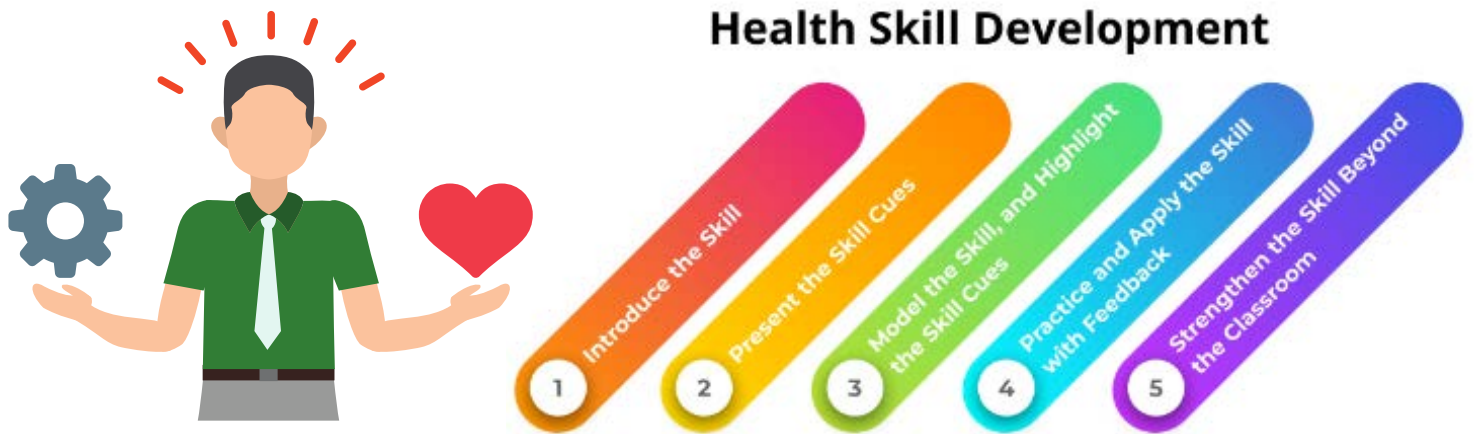 Health Skill Development
1
Introduce the Skill
2
Present the Skill Cues
3
Model the Skill, and Highlight
the Skill Cues
4
Practice and Apply the Skill
with Feedback
5
Strengthen the Skill Beyond
the Classroom